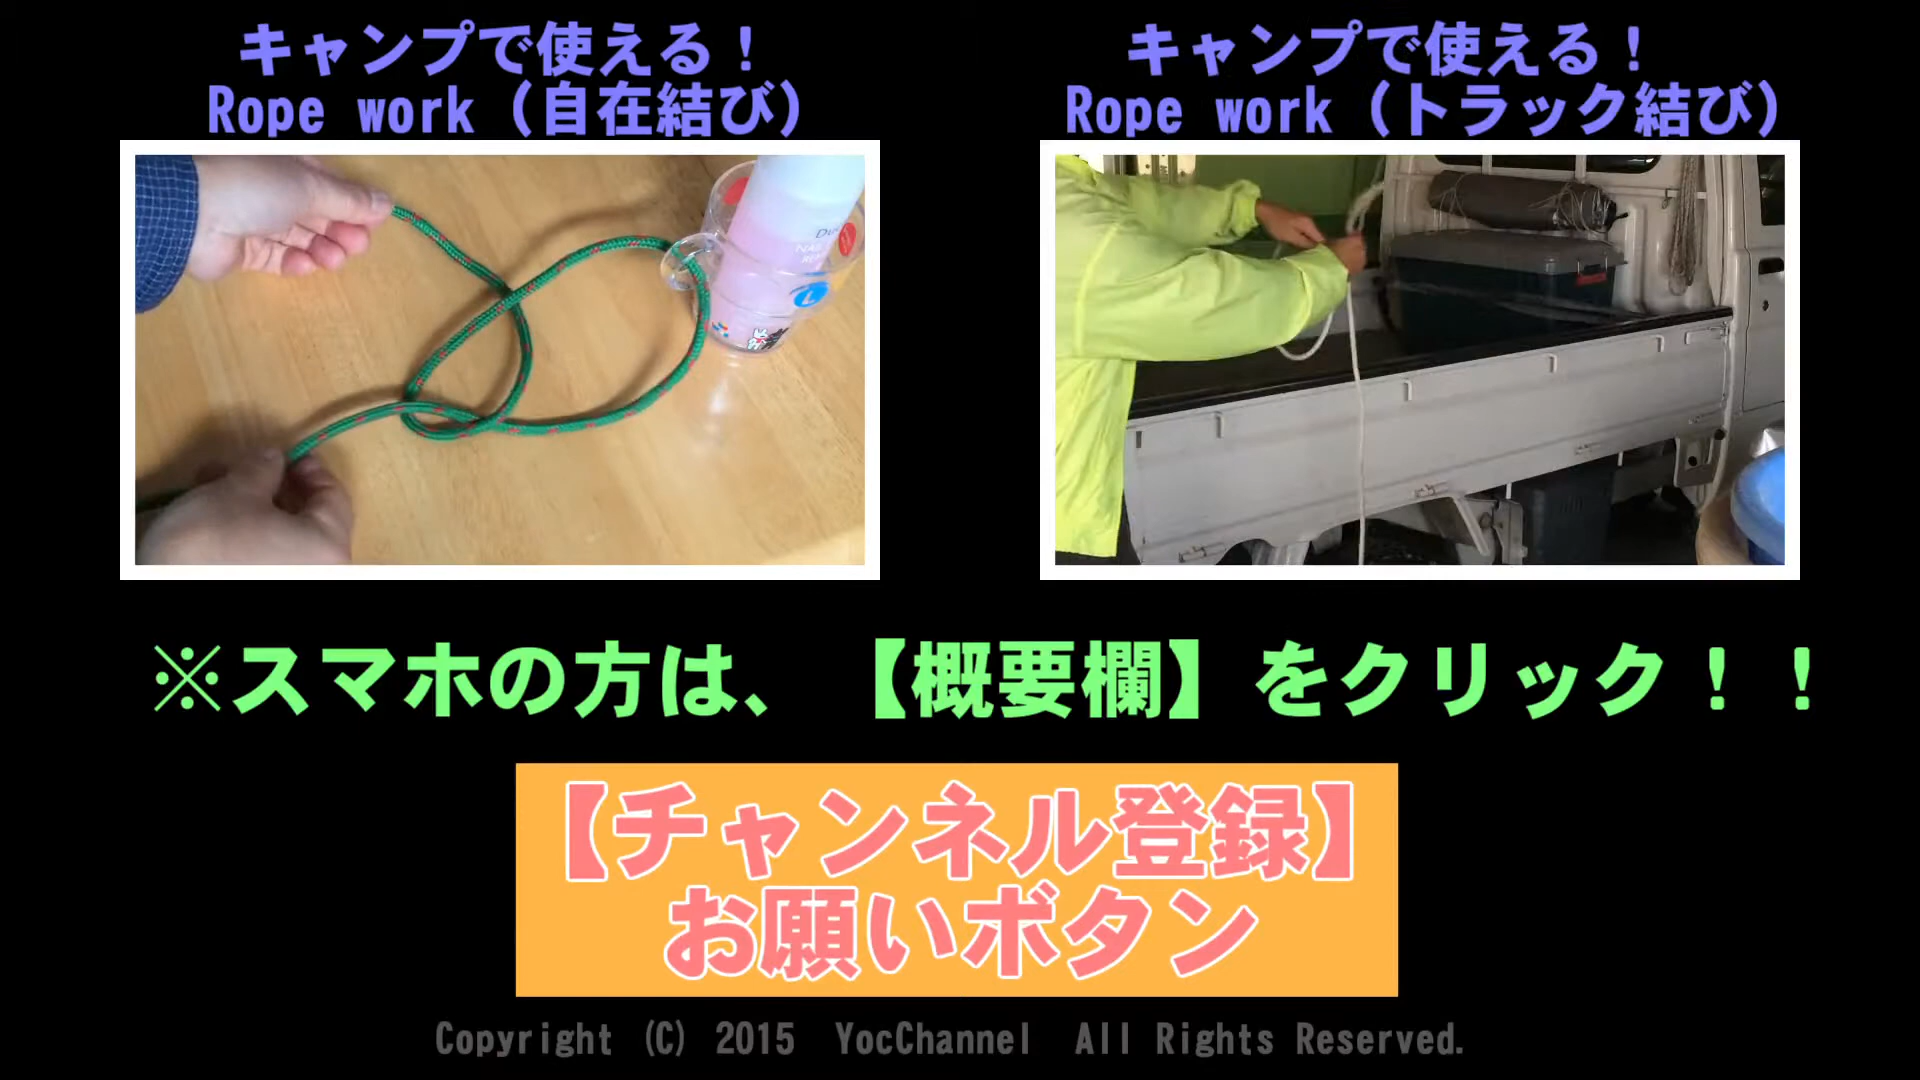 キャンプで使える！
Rope work（自在結び）
キャンプで使える！
Rope work（トラック結び）
L
※スマホの方は、【概要欄】をクリック！！
【チャンネル登録】
お願いボタン
Copyright (C) 2015 YocChannel All Rights Reserved.